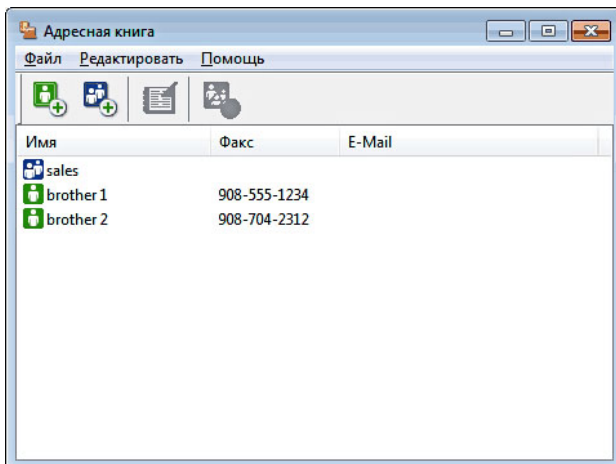 Адресная книга
Файл Редактировать Помощь
Имя Факс E-Mail
sales
brother 1 908-555-1234
brother 2 908-704-2312